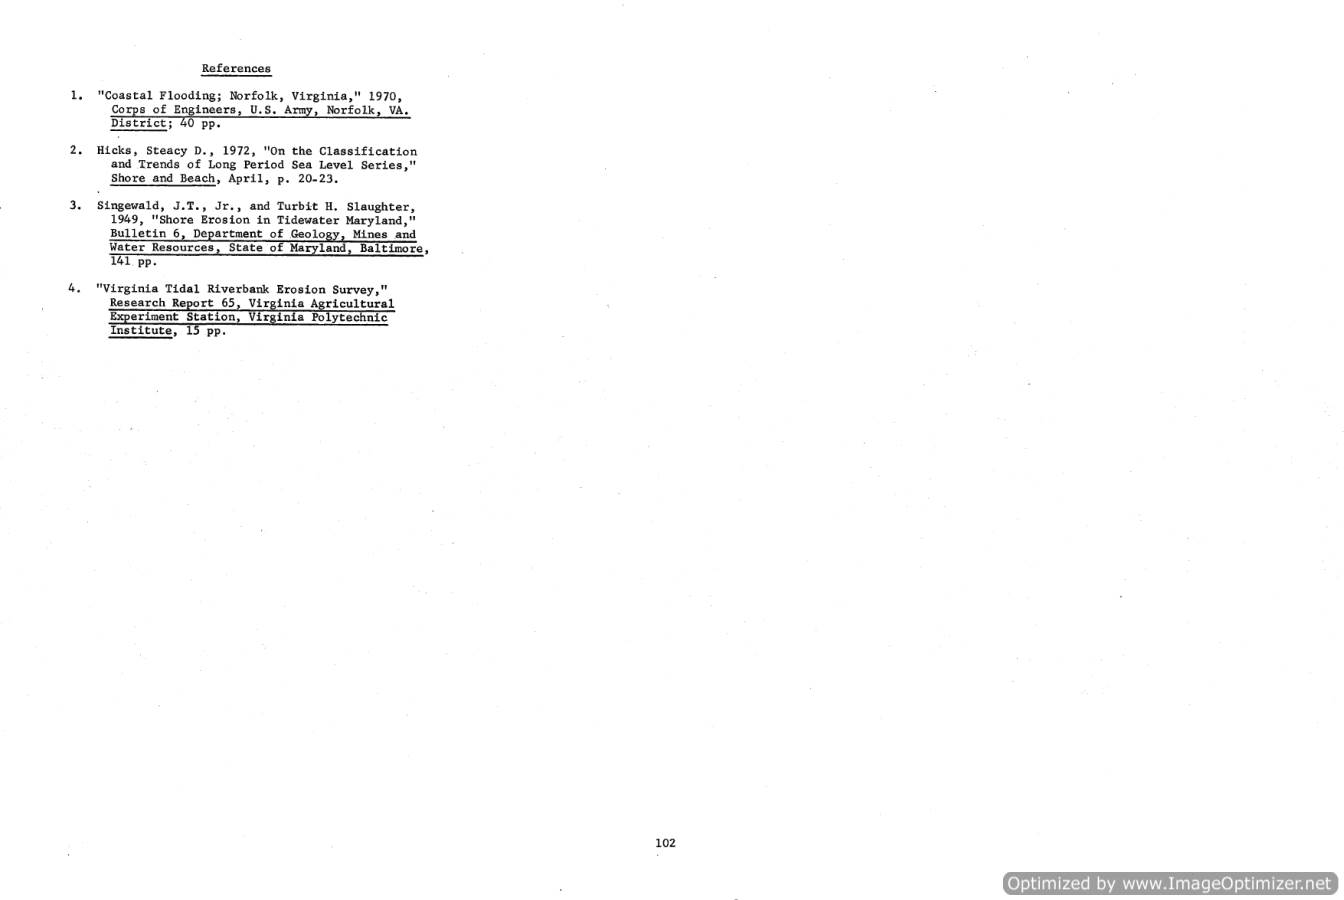 References
1. "Coastal Flooding; Norfolk, Virginia," 1970,
Corps of Engineers, U.S. Army, Norfolk, VA.
District; 40 pp.
2. Hicks, Steacy D., 1972, "On the Classification
and Trends of Long Period Sea Level Series,"
Shore and Beach, April, p. 20-23.
3. Singewald, J.T., Jr., and Turbit H. Slaughter,
1949, "Shore Erosion in Tidewater Maryland,"
Bulletin 6, Department of Geology, Mines and
Water Resources, State of Maryland, Baltimore,
141 pp.
4. "Virginia Tidal Riverbank Erosion Survey,"
Research Report 65, Virginia Agricultural
Experiment Station, Virginia Polytechnic
Institute, 15 pp.
102
Optimized by www.ImageOptimizer.net